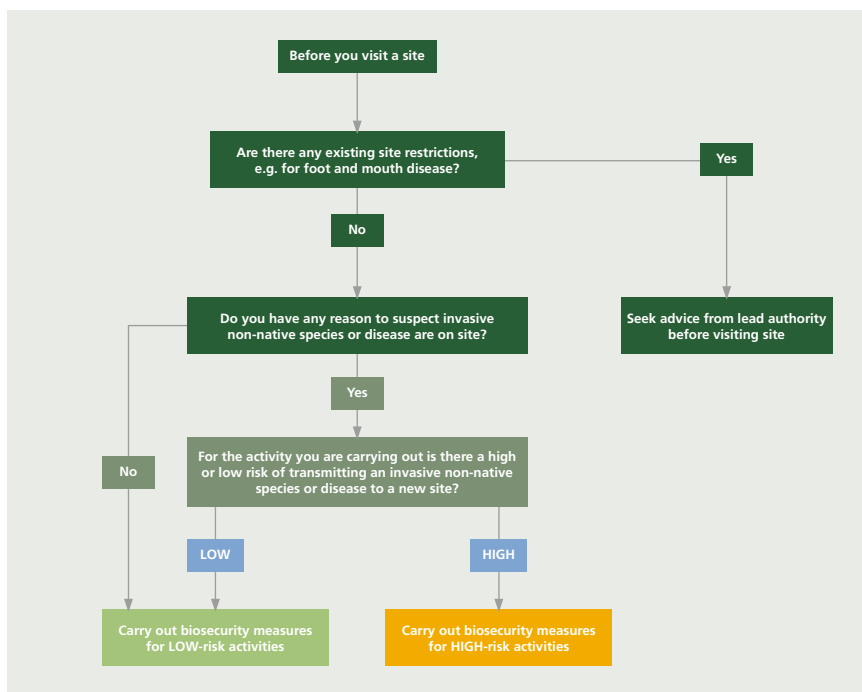 Before you visit a site
Are there any existing site restrictions,
e.g. for foot and mouth disease?
Yes
No
Do you have any reason to suspect invasive
non-native species or disease are on site?
Seek advice from lead authority
before visiting site
Yes
For the activity you are carrying out is there a high
or low risk of transmitting an invasive non-native
species or disease to a new site?
No
LOW
HIGH
Carry out biosecurity measures
for LOW-risk activities
Carry out biosecurity measures
for HIGH-risk activities